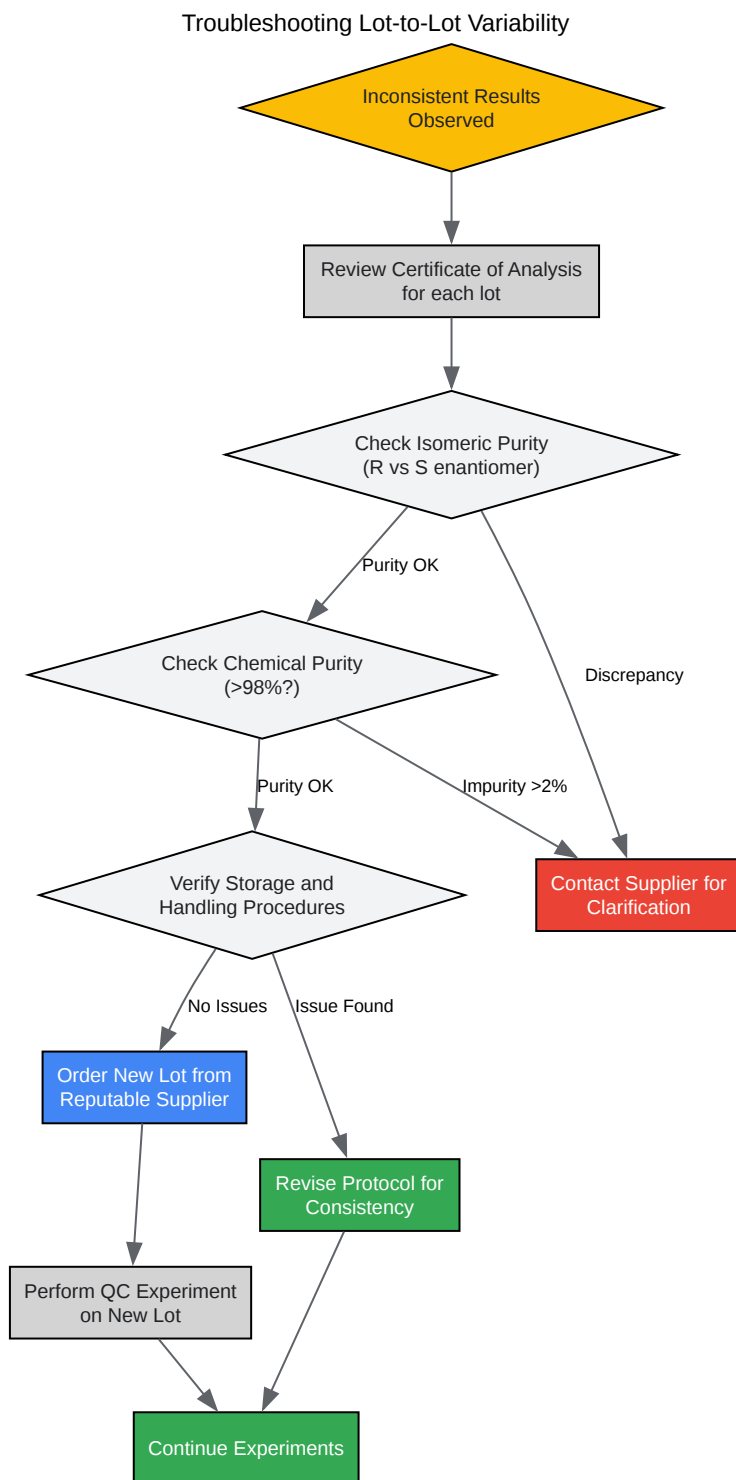 Troubleshooting Lot-to-Lot Variability
Inconsistent Results
Observed
Review Certificate of Analysis
for each lot
Check Isomeric Purity
(R vs S enantiomer)
Purity OK
Discrepancy
Check Chemical Purity
(>98%?)
Purity OK
Impurity >2%
Verify Storage and
Handling Procedures
Contact Supplier for
Clarification
No Issues
Issue Found
Order New Lot from
Reputable Supplier
Revise Protocol for
Consistency
Perform QC Experiment
on New Lot
Continue Experiments